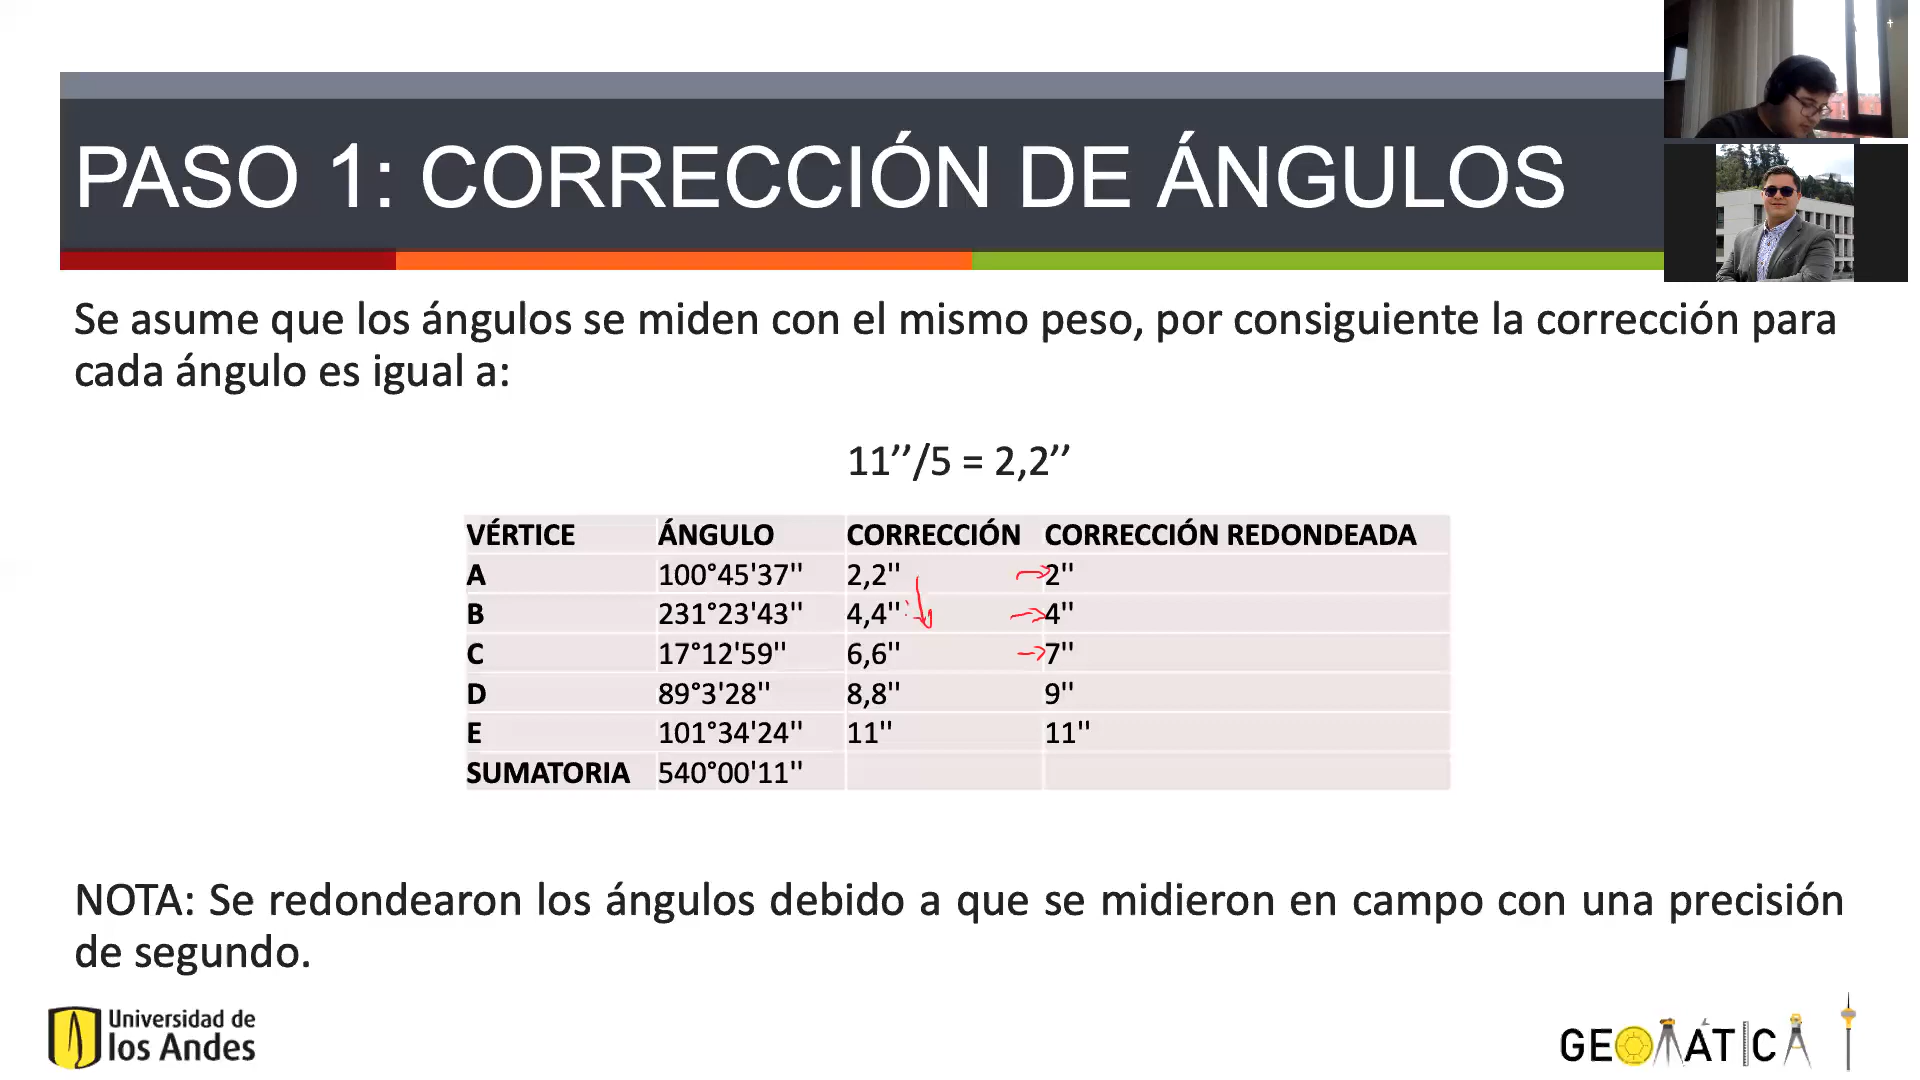 PASO 1: CORRECCIÓN DE ÁNGULOS
Se asume que los ángulos se miden con el mismo peso, por consiguiente la corrección para
cada ángulo es igual a:
11’’/5 = 2,2’’
VÉRTICE ÁNGULO CORRECCIÓN CORRECCIÓN REDONDEADA
A 100°45'37'' 2,2'' 2''
B 231°23'43'' 4,4'' 4''
C 17°12'59'' 6,6'' 7''
D 89°3'28'' 8,8'' 9''
E 101°34'24'' 11'' 11''
SUMATORIA 540°00'11''
NOTA: Se redondearon los ángulos debido a que se midieron en campo con una precisión
de segundo.
Universidad de
los Andes
GEOMÁTICA